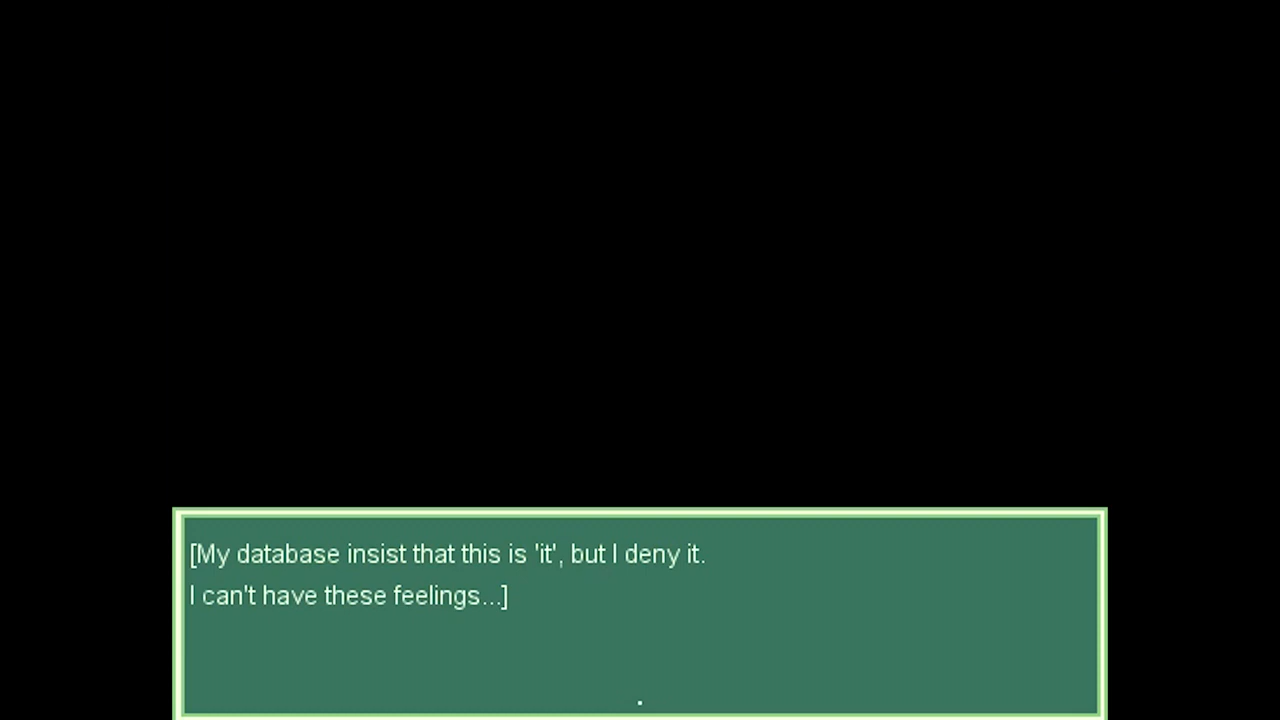 [My database insist that this is 'it', but I deny it.
I can't have these feelings...]